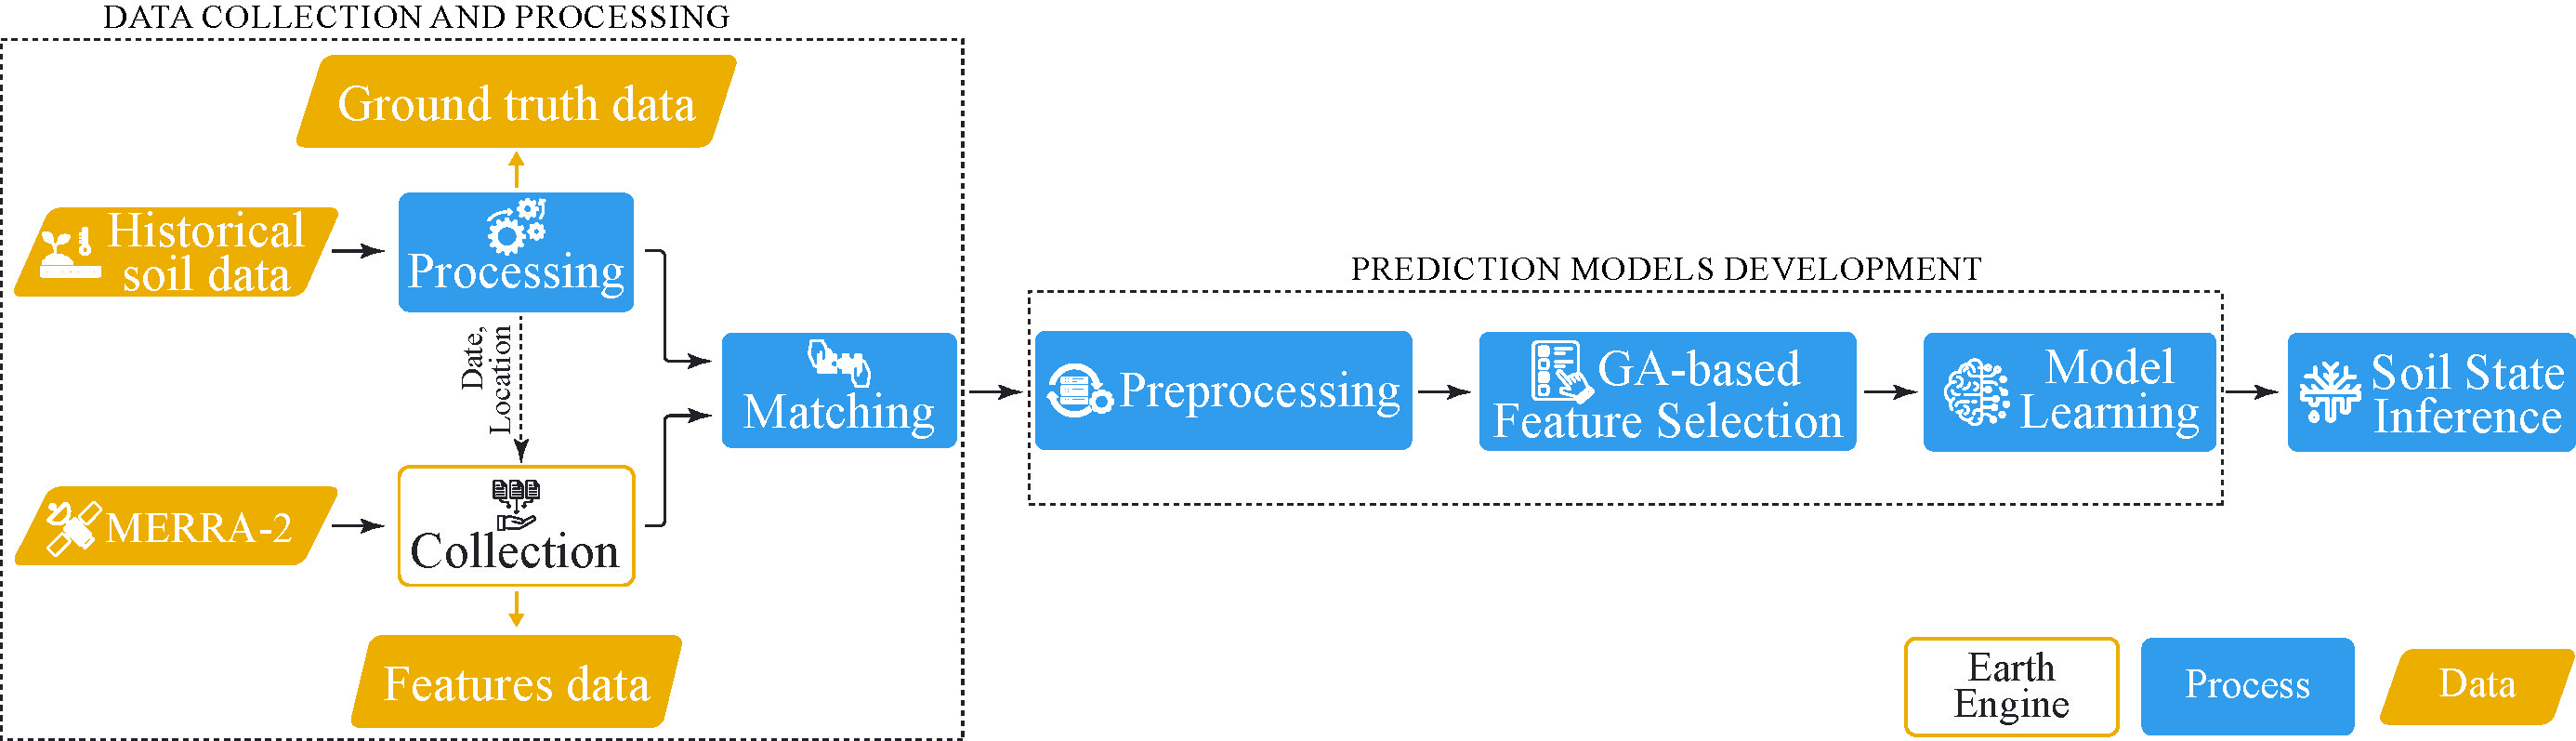 DATA COLLECTION AND PROCESSING
Ground truth data
Historical
soil data
Processing
Date,
Location
Matching
MERRA-2
Collection
Features data
PREDICTION MODELS DEVELOPMENT
Preprocessing
GA-based
Feature Selection
Model
Learning
Soil State
Inference
Earth
Engine
Process
Data